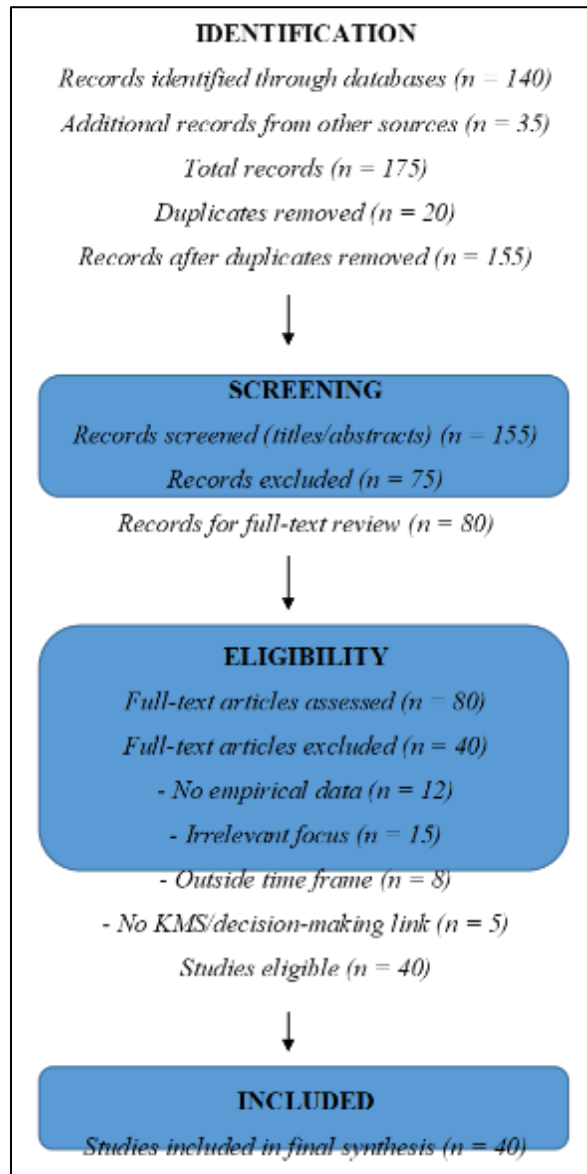 IDENTIFICATION
Records identified through databases (n = 140)
Additional records from other sources (n = 35)
Total records (n = 175)
Duplicates removed (n = 20)
Records after duplicates removed (n = 155)
SCREENING
Records screened (titles/abstracts) (n = 155)
Records excluded (n = 75)
Records for full-text review (n = 80)
ELIGIBILITY
Full-text articles assessed (n = 80)
Full-text articles excluded (n = 40)
- No empirical data (n = 12)
- Irrelevant focus (n = 15)
- Outside time frame (n = 8)
- No KMS/decision-making link (n = 5)
Studies eligible (n = 40)
INCLUDED
Studies included in final synthesis (n = 40)